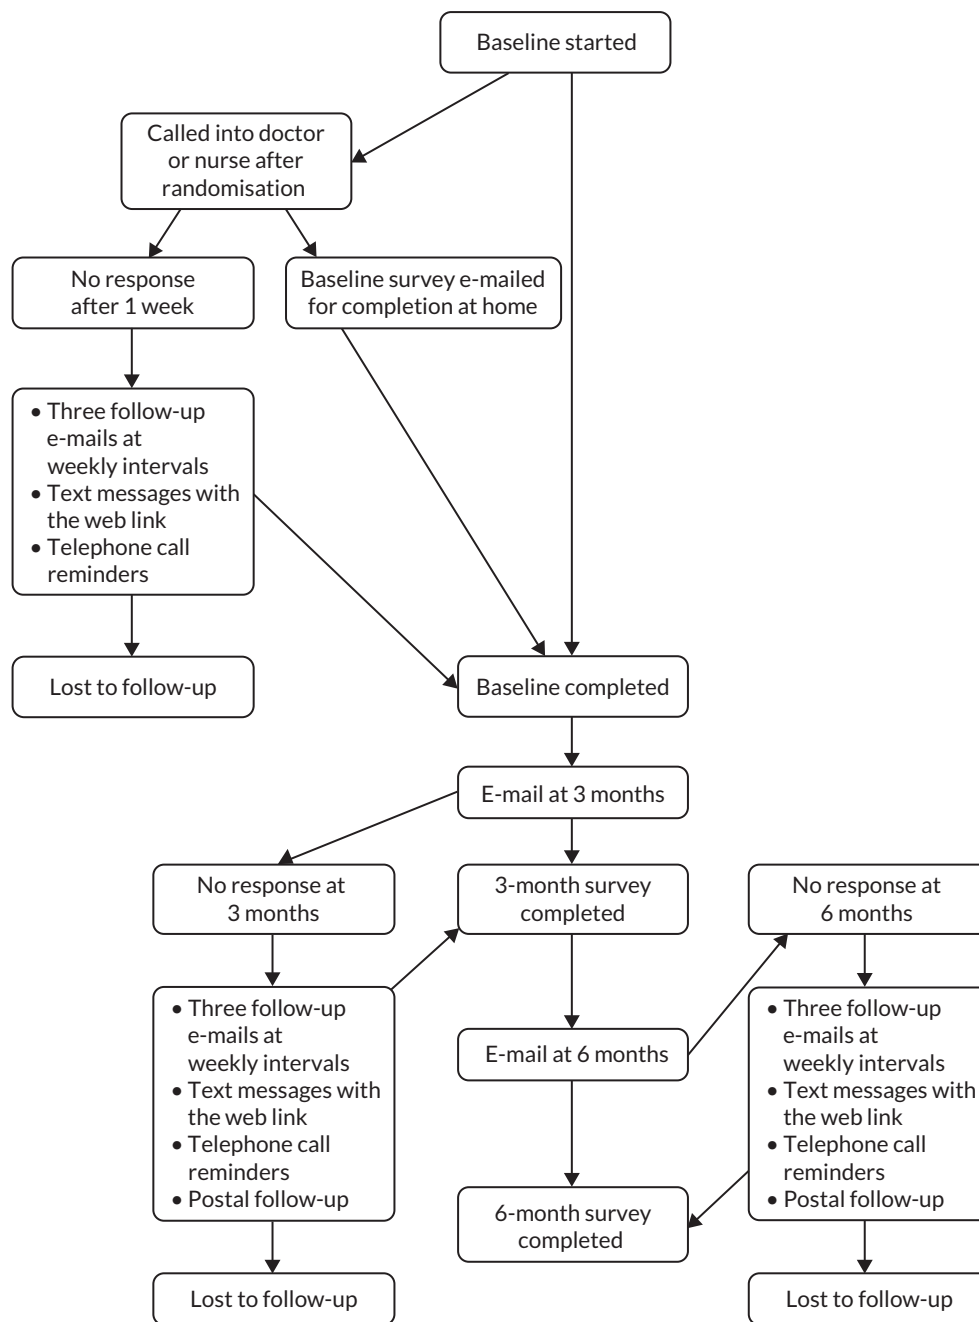 Baseline started
Called into doctor
or nurse after
randomisation
No response
after 1 week
Baseline survey e-mailed
for completion at home
• Three follow-up
e-mails at
weekly intervals
• Text messages with
the web link
• Telephone call
reminders
Lost to follow-up
Baseline completed
E-mail at 3 months
No response at
3 months
3-month survey
completed
No response at
6 months
• Three follow-up
e-mails at
weekly intervals
• Text messages with
the web link
• Telephone call
reminders
• Postal follow-up
E-mail at 6 months
• Three follow-up
e-mails at
weekly intervals
• Text messages with
the web link
• Telephone call
reminders
• Postal follow-up
6-month survey
completed
Lost to follow-up
Lost to follow-up